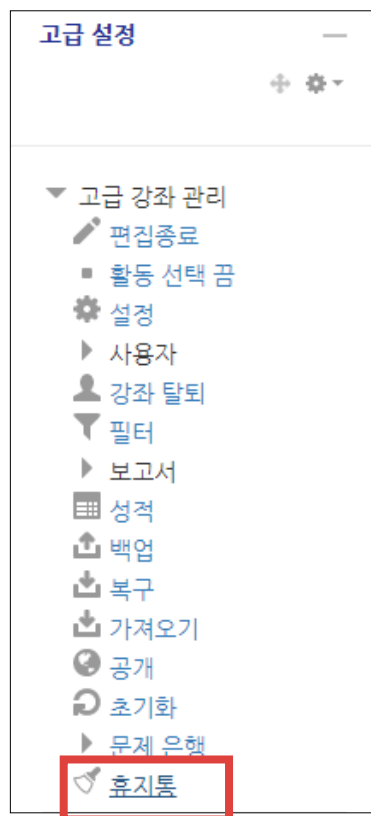 고급 설정
고급 강좌 관리
편집종료
활동 선택 끔
설정
사용자
강좌 탈퇴
필터
보고서
성적
백업
복구
가져오기
공개
초기화
문제 은행
휴지통